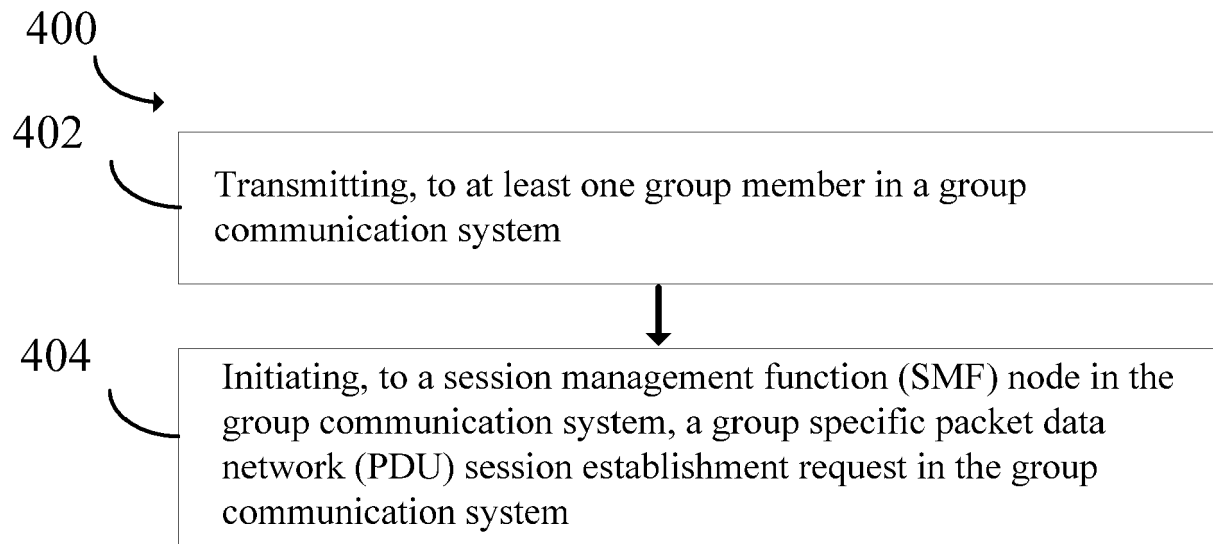 400
402
Transmitting, to at least one group member in a group
communication system
404
Initiating, to a session management function (SMF) node in the
group communication system, a group specific packet data
network (PDU) session establishment request in the group
communication system